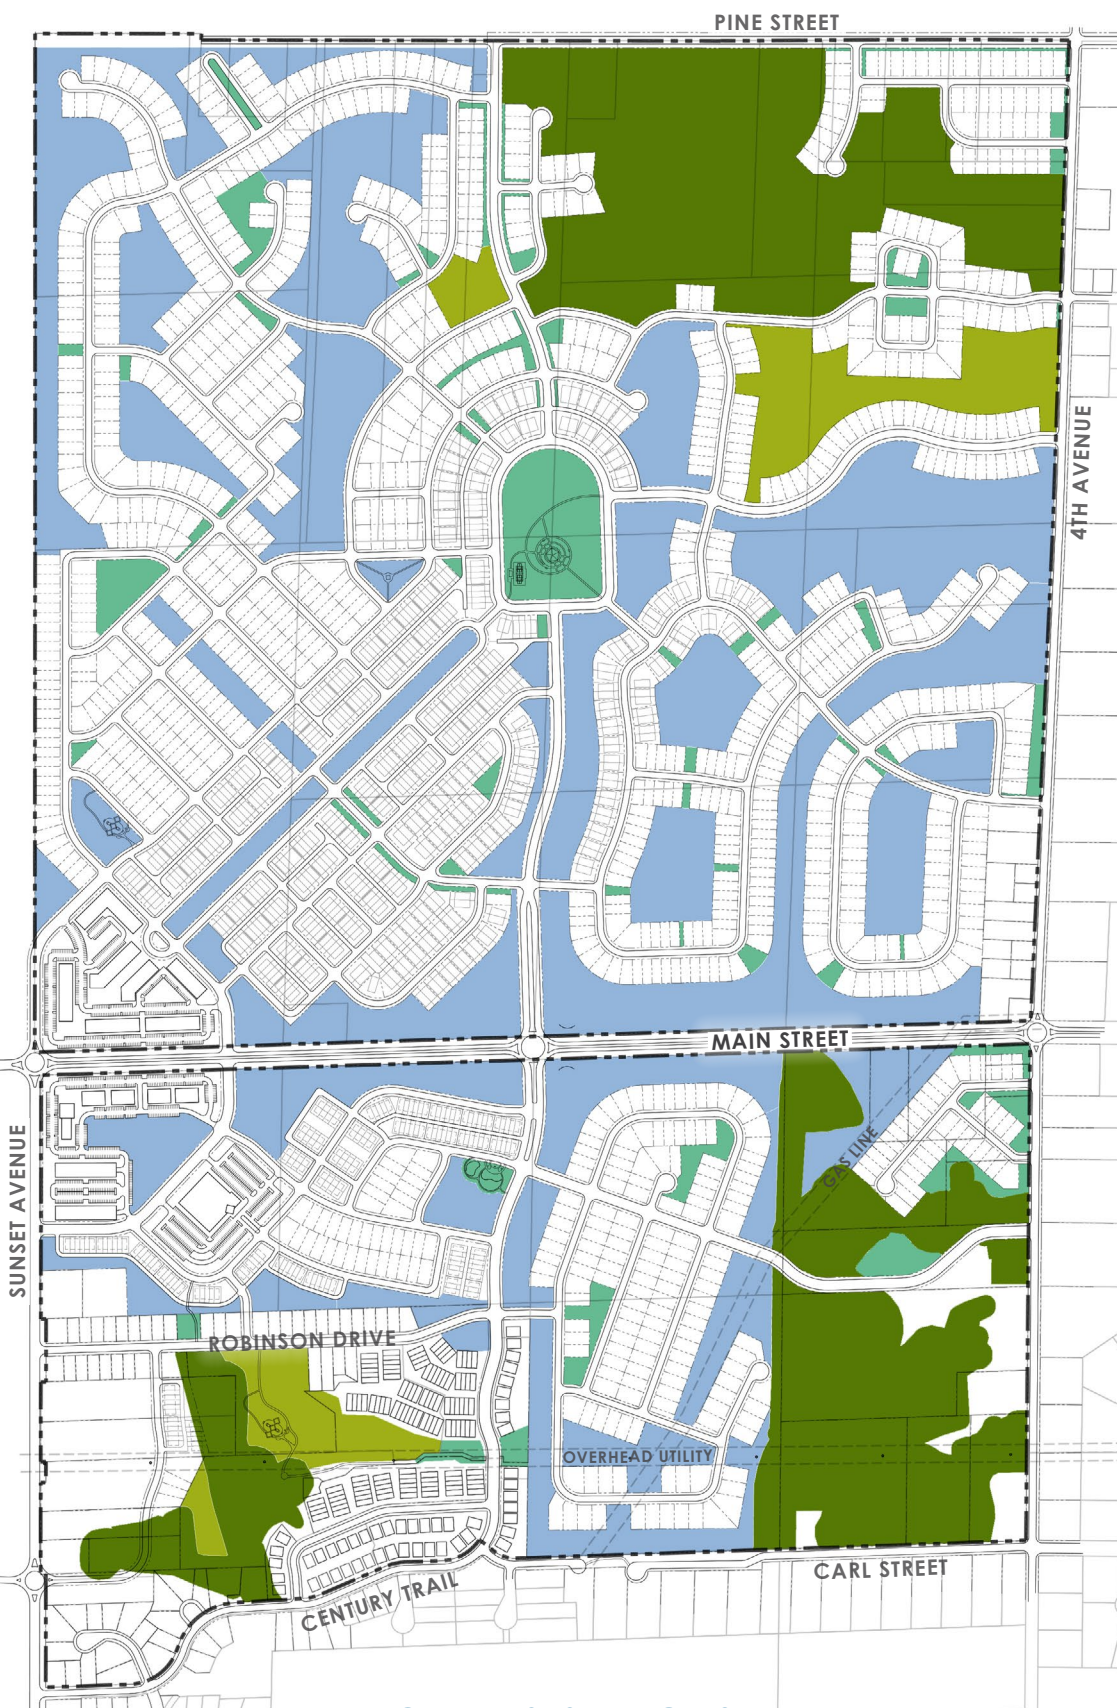 PINE STREET
4TH AVENUE
MAIN STREET
GAS LINE
SUNSET AVENUE
ROBINSON DRIVE
OVERHEAD UTILITY
CARL STREET
CENTURY TRAIL